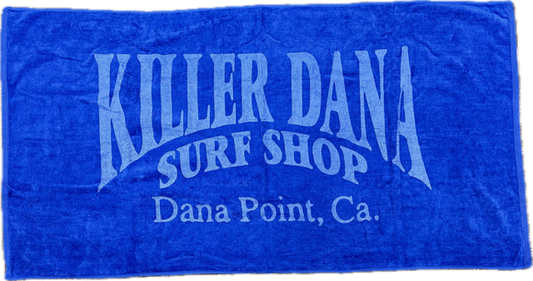 KILLER DANA
SURF SHOP
Dana Point, Ca.